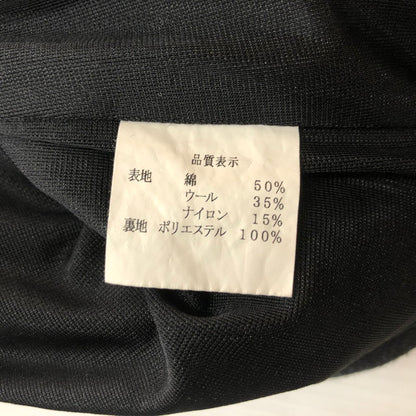 品質表示
表地 綿 50%
ウール 35%
ナイロン 15%
裏地 ポリエステル 100%